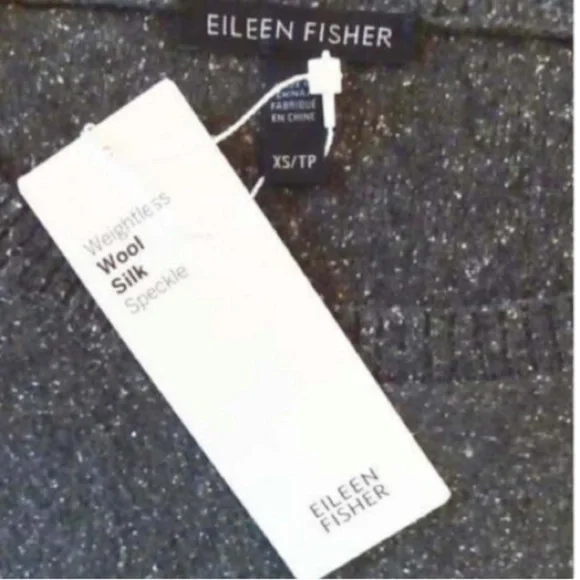 EILEEN FISHER
CHINA/
FABRIQUÉ
EN CHINE
XS/TP
Weightless
Wool
Silk
Speckle
EILEEN
FISHER